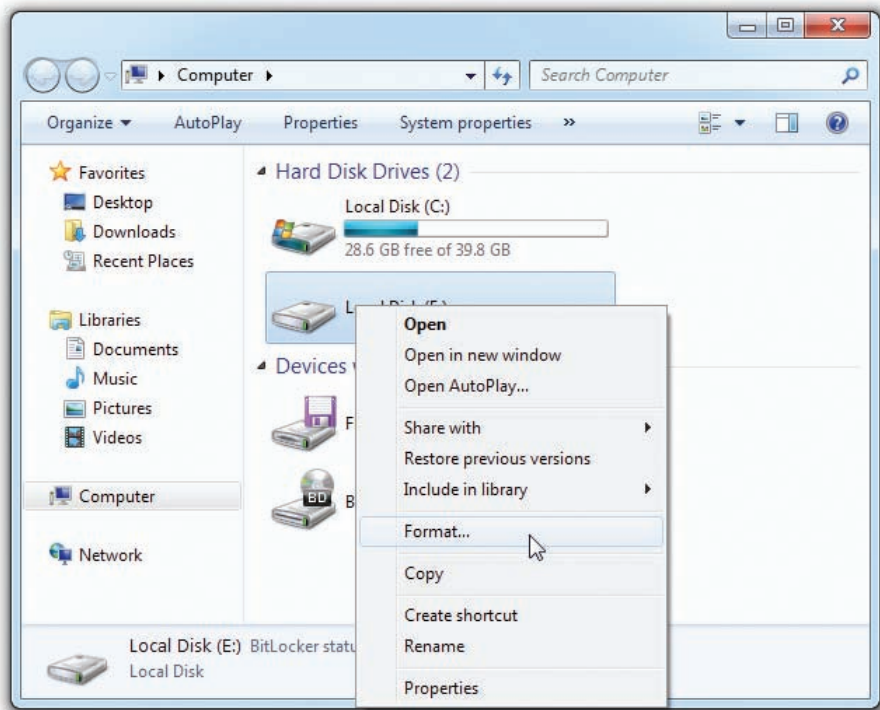 Computer
Search Computer
Organize AutoPlay Properties System properties »
Favorites
Desktop
Downloads
Recent Places
Libraries
Documents
Music
Pictures
Videos
Computer
Network
Hard Disk Drives (2)
Local Disk (C:)
28.6 GB free of 39.8 GB
Devices
BD
Open
Open in new window
Open AutoPlay...
Share with
Restore previous versions
Include in library
Format...
Copy
Create shortcut
Rename
Properties
Local Disk (E:) BitLocker statu
Local Disk